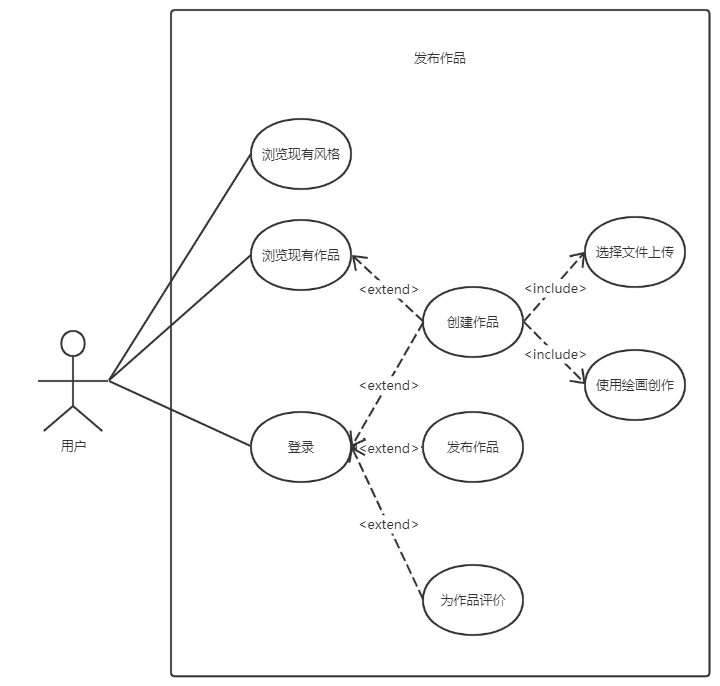 发布作品
浏览现有风格
浏览现有作品
选择文件上传
<extend>
<include>
创建作品
<include>
<extend>
使用绘画创作
用户
登录
<extend>
发布作品
<extend>
为作品评价